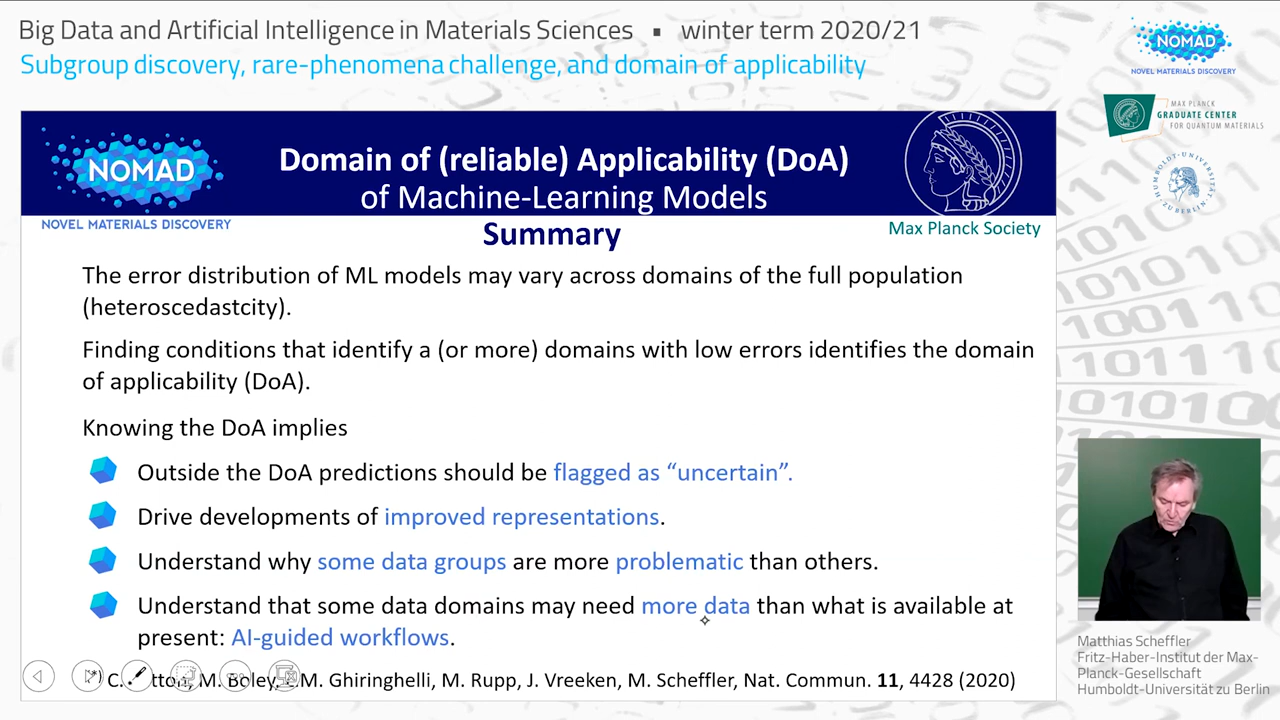 Big Data and Artificial Intelligence in Materials Sciences ▪ winter term 2020/21
Subgroup discovery, rare-phenomena challenge, and domain of applicability
NOMAD
NOVEL MATERIALS DISCOVERY
MAX PLANCK
GRADUATE CENTER
FOR QUANTUM MATERIALS
HUMBOLDT-UNIVERSITÄT
ZU BERLIN
NOMAD
NOVEL MATERIALS DISCOVERY
Domain of (reliable) Applicability (DoA)
of Machine-Learning Models
Max Planck Society
Summary
The error distribution of ML models may vary across domains of the full population
(heteroscedastcity).
Finding conditions that identify a (or more) domains with low errors identifies the domain
of applicability (DoA).
Knowing the DoA implies
Outside the DoA predictions should be flagged as “uncertain”.
Drive developments of improved representations.
Understand why some data groups are more problematic than others.
Understand that some data domains may need more data than what is available at
present: AI-guided workflows.
C. M. Boley, M. Ghiringhelli, M. Rupp, J. Vreeken, M. Scheffler, Nat. Commun. 11, 4428 (2020)
Matthias Scheffler
Fritz-Haber-Institut der Max-
Planck-Gesellschaft
Humboldt-Universität zu Berlin